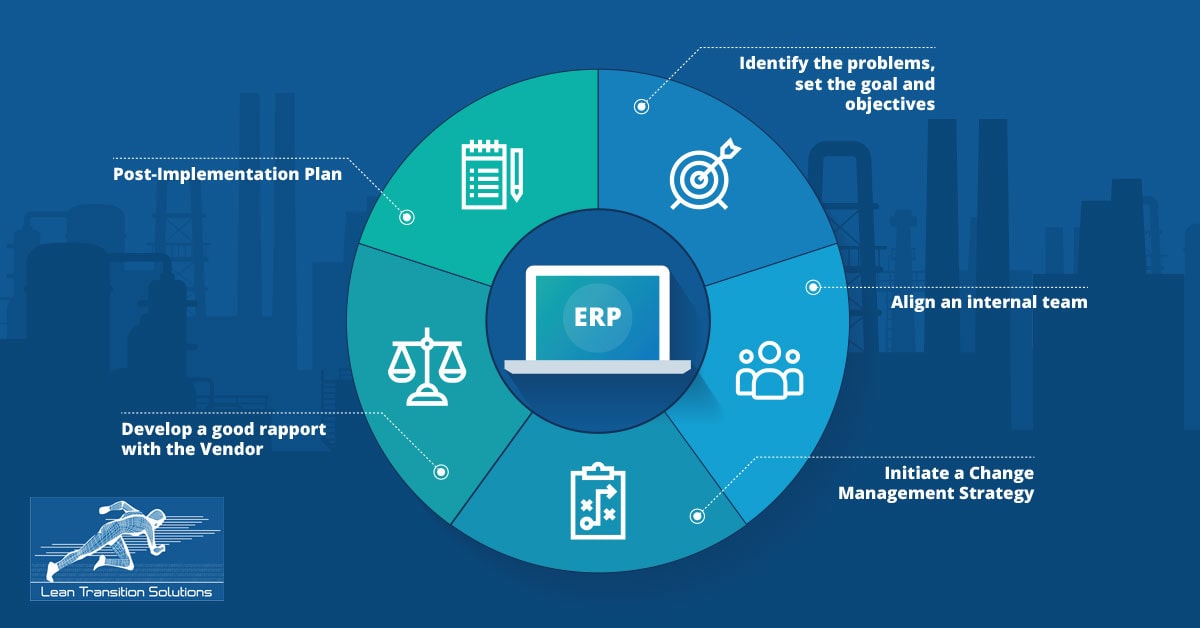 Identify the problems,
set the goal and
objectives
Post-Implementation Plan
Align an internal team
ERP
Develop a good rapport
with the Vendor
Initiate a Change
Management Strategy
Lean Transition Solutions